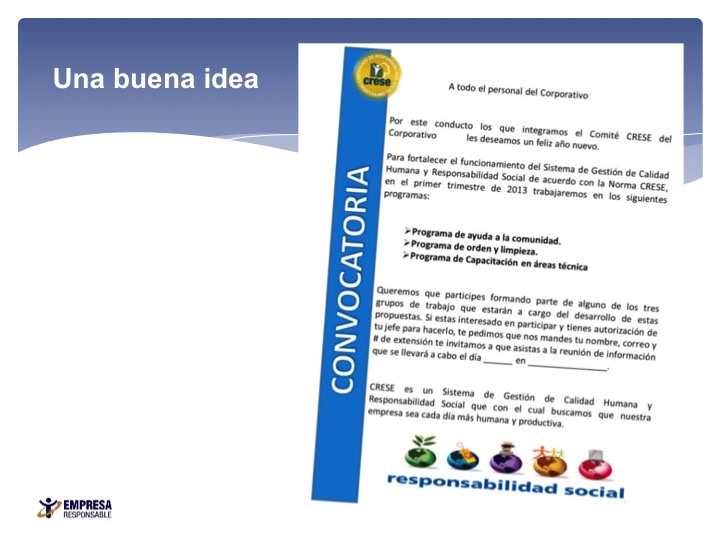 Una buena idea
crese
A todo el personal del Corporativo
Por este conducto los que integramos el Comité CRESE del
Corporativo les deseamos un feliz año nuevo.
Para fortalecer el funcionamiento del Sistema de Gestión de Calidad
Humana y Responsabilidad Social de acuerdo con la Norma CRESE,
en el primer trimestre de 2013 trabajaremos en los siguientes
programas:
➢Programa de ayuda a la comunidad.
➢Programa de orden y limpieza.
➢Programa de Capacitación en áreas técnica
CONVOCATORIA
Queremos que participes formando parte de alguno de los tres
grupos de trabajo que estarán a cargo del desarrollo de estas
propuestas. Si estas interesado en participar y tienes autorización de
tu jefe para hacerlo, te pedimos que nos mandes tu nombre, correo y
# de extensión te invitamos a que asistas a la reunión de información
que se llevará a cabo el día ______ en ________________.
CRESE es un Sistema de Gestión de Calidad Humana y
Responsabilidad Social que con el cual buscamos que nuestra
empresa sea cada día más humana y productiva.
responsabilidad social
EMPRESA
RESPONSABLE